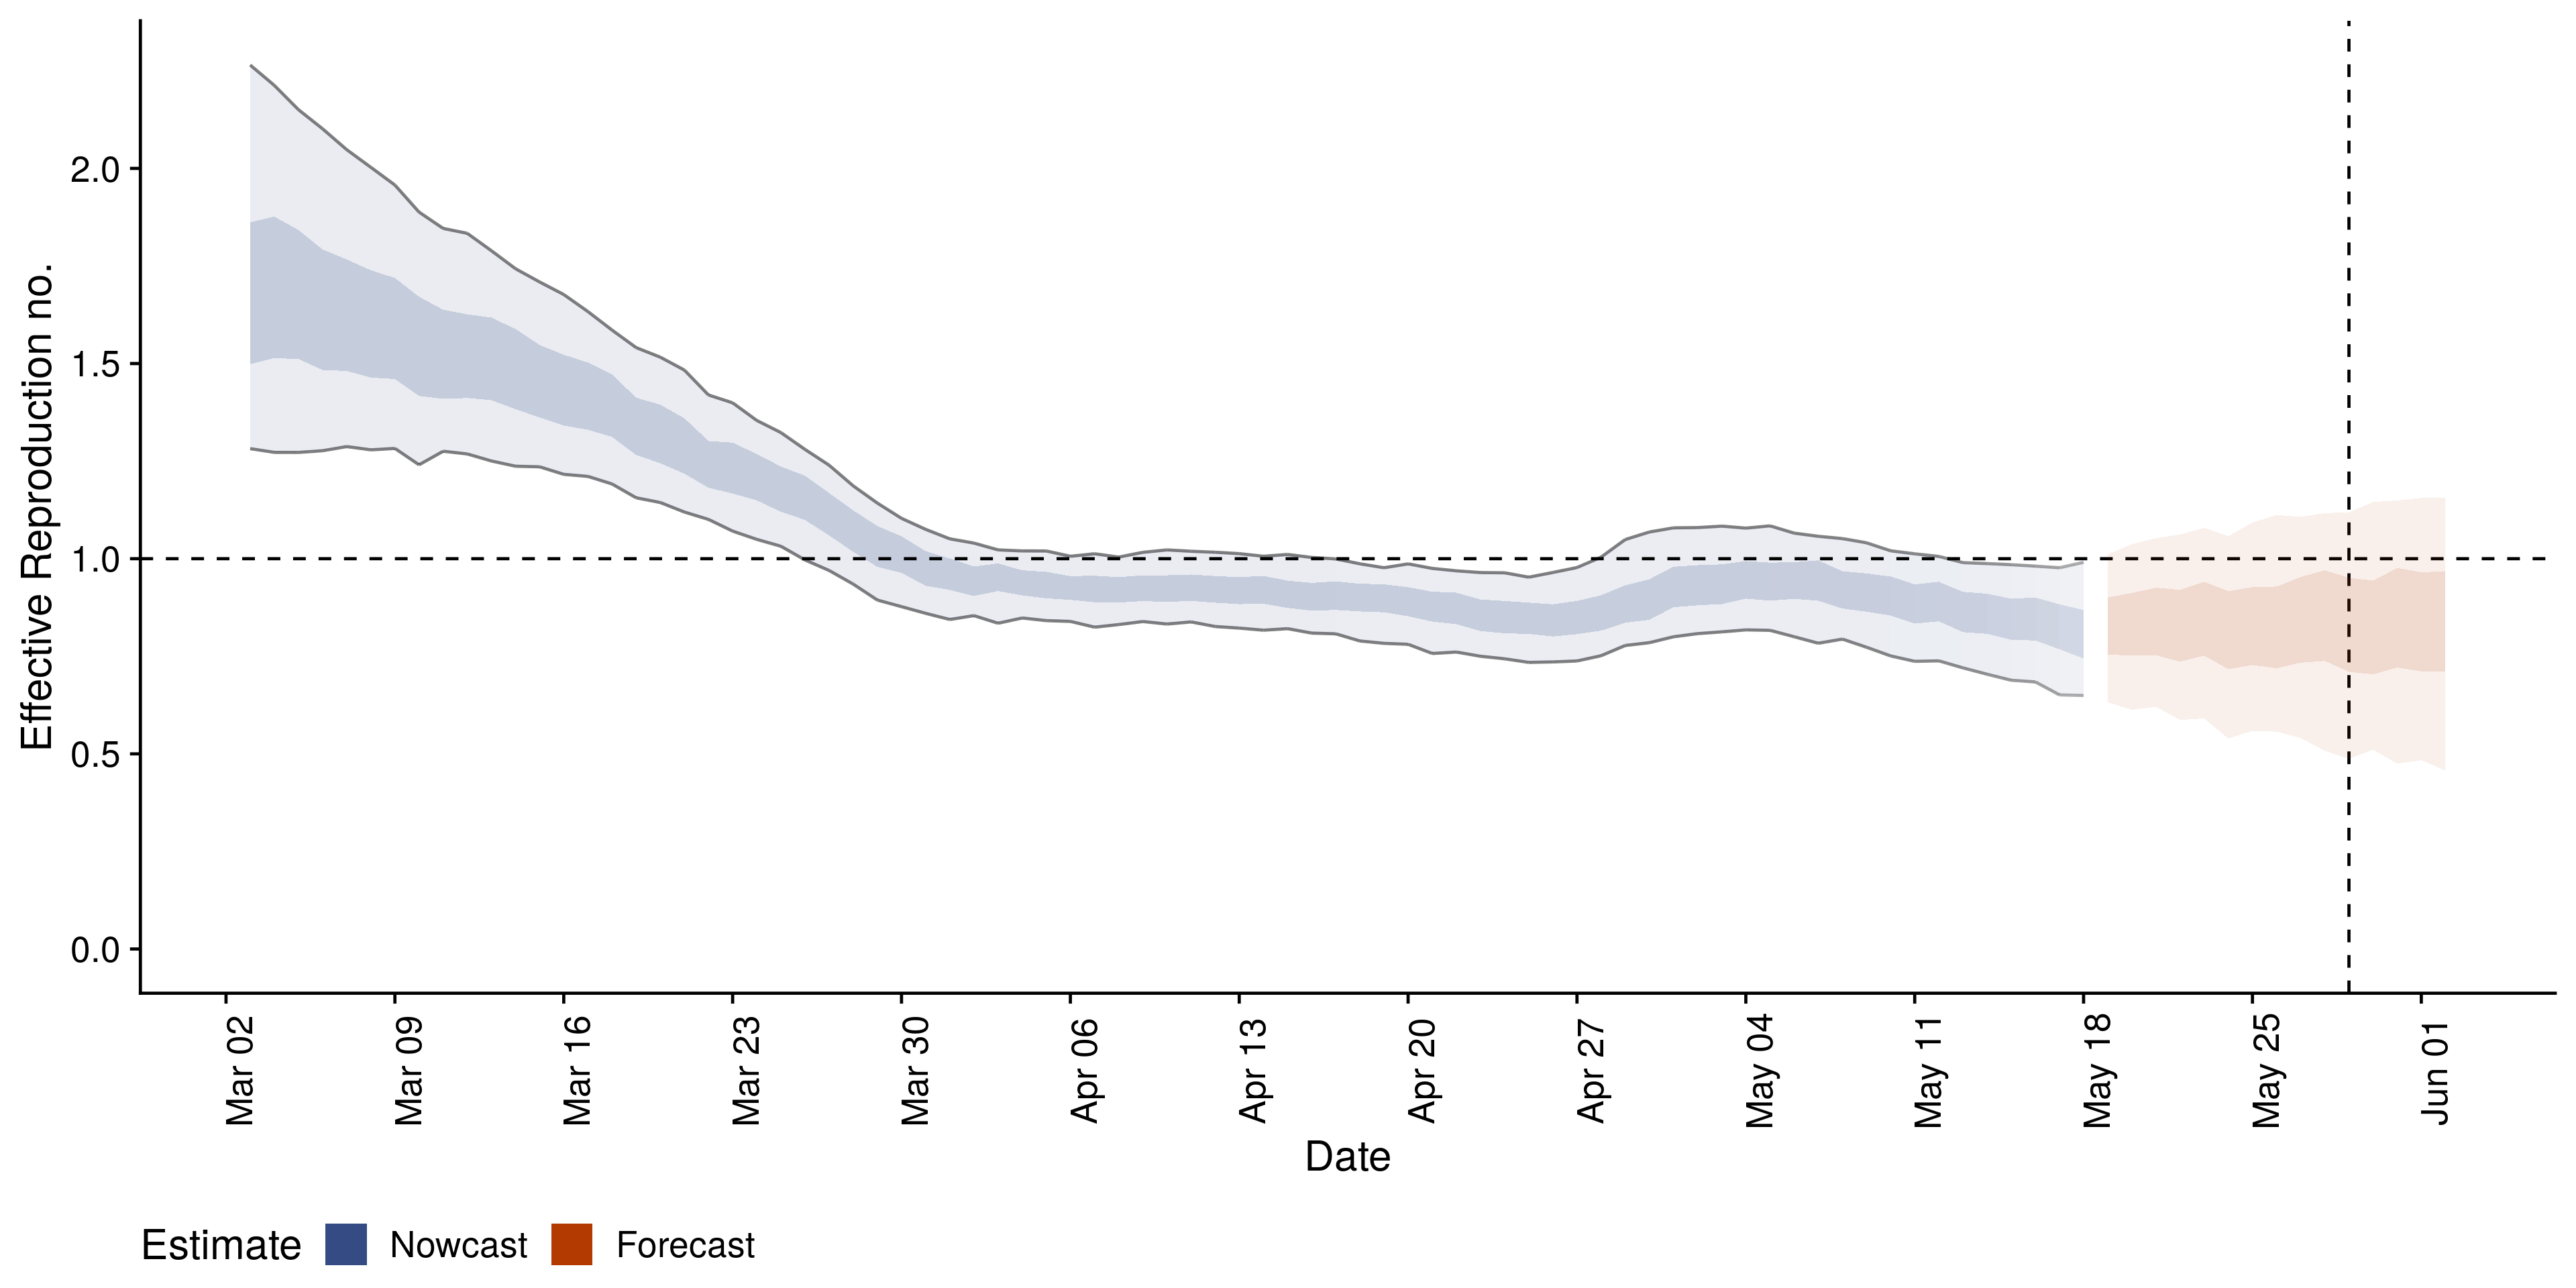 Effective Reproduction no.
2.0
1.5
1.0
0.5
0.0
Mar 02
Mar 09
Mar 16
Mar 23
Mar 30
Apr 06
Apr 13
Apr 20
Apr 27
May 04
May 11
May 18
May 25
Jun 01
Date
Estimate Nowcast Forecast